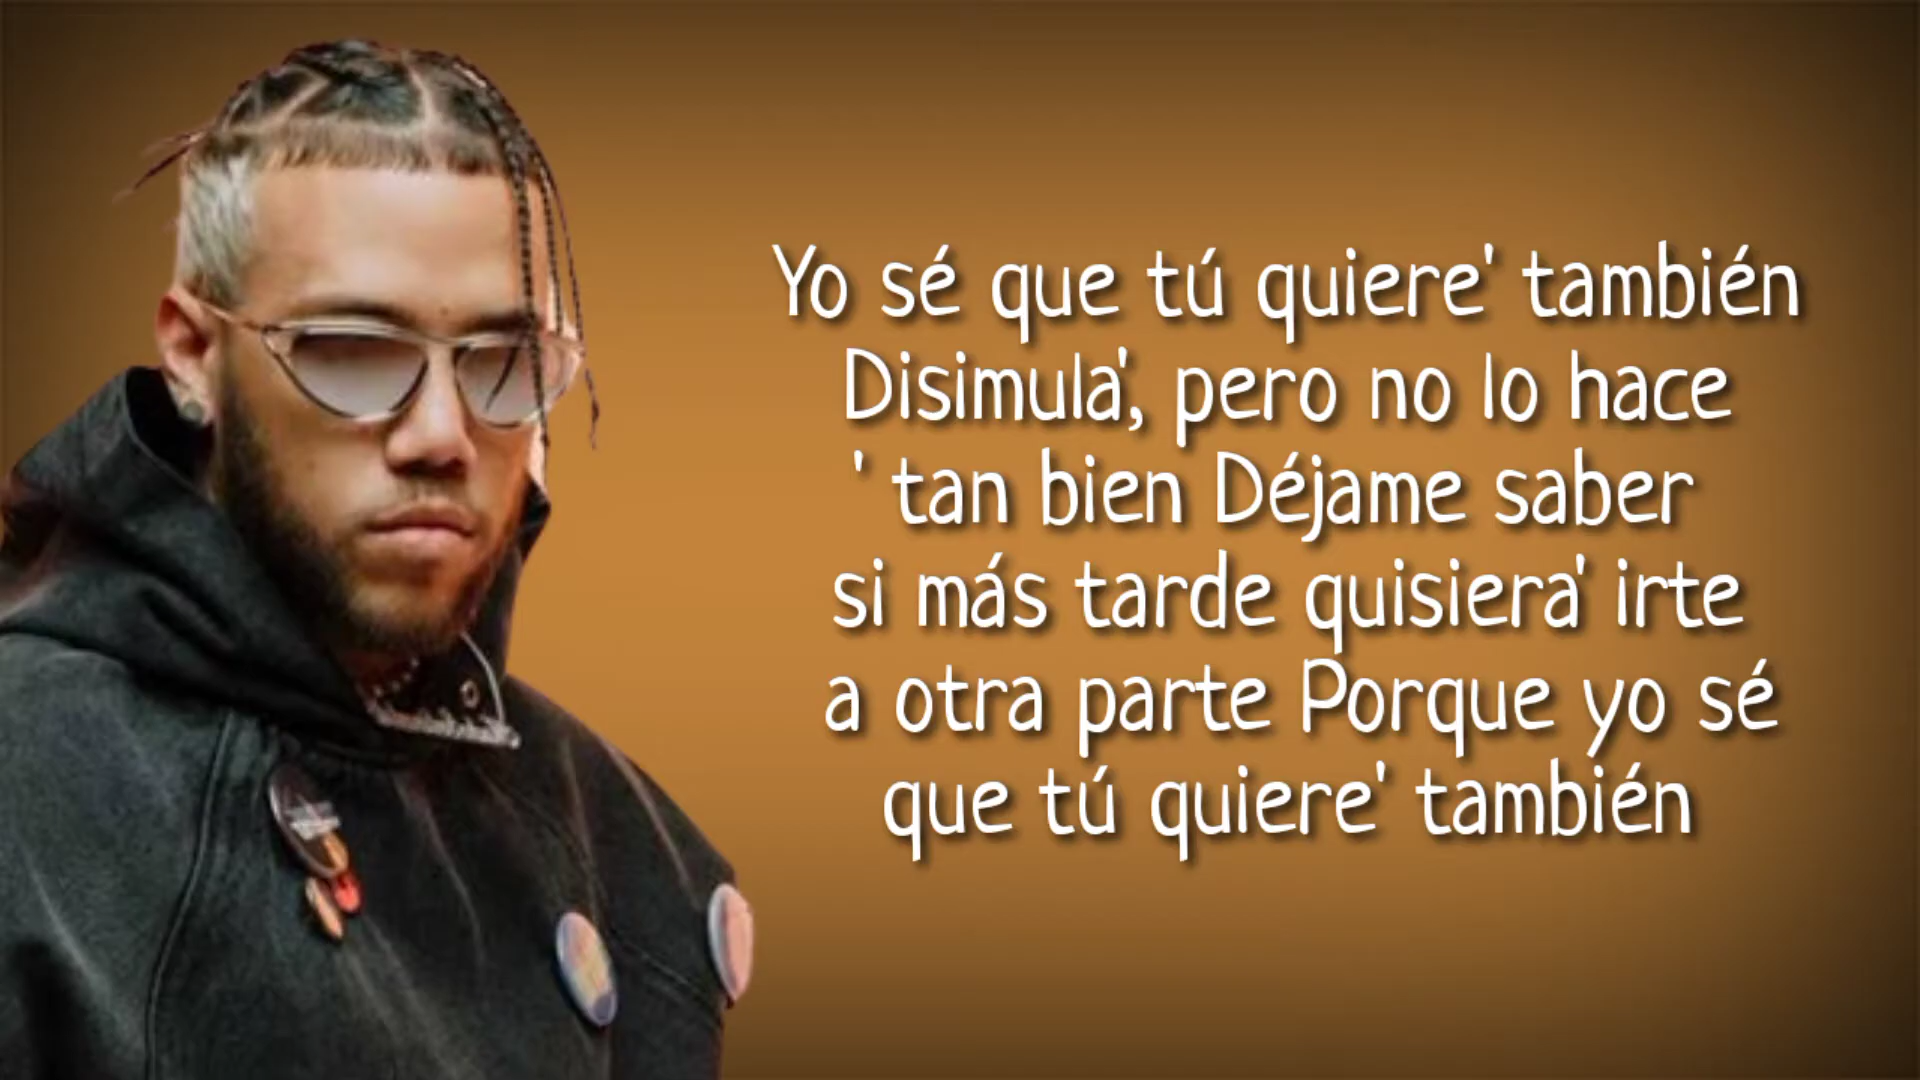 Yo sé que tú quiere' también
Disimula', pero no lo hace
' tan bien Déjame saber
si más tarde quisiera' irte
a otra parte Porque yo sé
que tú quiere' también